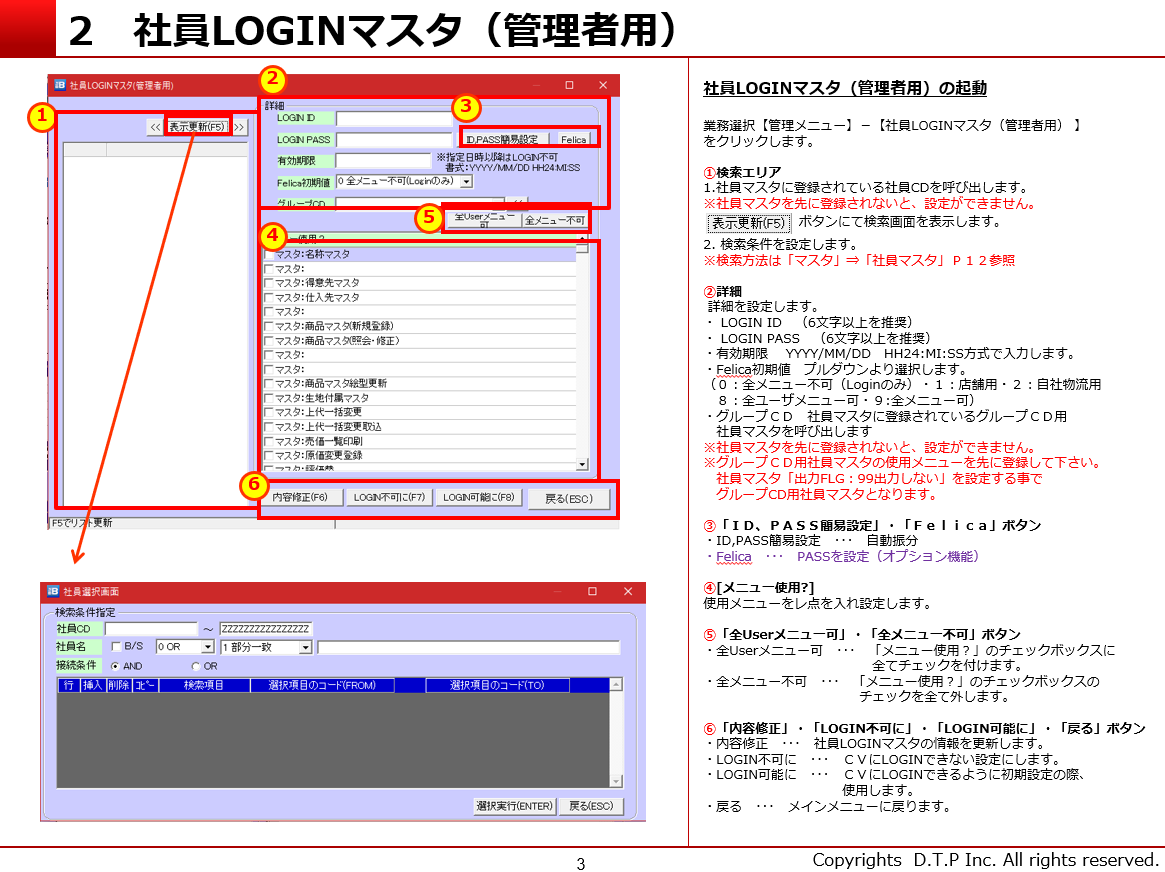 2　社員LOGINマスタ（管理者用）
社員LOGINマスタ(管理者用)
1
2
3
4
5
6
<< 表示更新(F5) >>
詳細
LOGIN ID
LOGIN PASS
ID,PASS簡易設定 Felica
有効期限
※指定日時以降はLOGIN不可
書式:YYYY/MM/DD HH24:MI:SS
Felica初期値 0 全メニュー不可(Loginのみ)
グループCD <<
全Userメニュー可 全メニュー不可
ー使用？
マスタ:名称マスタ
マスタ:
マスタ:得意先マスタ
マスタ:仕入先マスタ
マスタ:
マスタ:商品マスタ(新規登録)
マスタ:商品マスタ(照会・修正)
マスタ:
マスタ:
マスタ:商品マスタ絵型更新
マスタ:生地付属マスタ
マスタ:上代一括変更
マスタ:上代一括変更取込
マスタ:売価一覧印刷
マスタ:原価変更登録
内容修正(F6) LOGIN不可に(F7) LOGIN可能に(F8) 戻る(ESC)
F5でリスト更新
社員選択画面
検索条件指定
社員CD ～ ZZZZZZZZZZZZZZZZ
社員名 B/S 0 OR 1 部分一致
接続条件 AND OR
行 挿入 削除 コピー 検索項目 選択項目のコード(FROM) 選択項目のコード(TO)
選択実行(ENTER) 戻る(ESC)
社員LOGINマスタ（管理者用）の起動
業務選択【管理メニュー】－【社員LOGINマスタ（管理者用） 】
をクリックします。
①検索エリア
1.社員マスタに登録されている社員CDを呼び出します。
※社員マスタを先に登録されないと、設定ができません。
表示更新(F5) ボタンにて検索画面を表示します。
2. 検索条件を設定します。
※検索方法は「マスタ」⇒「社員マスタ」Ｐ１２参照
②詳細
詳細を設定します。
・ LOGIN ID　（6文字以上を推奨）
・ LOGIN PASS　（6文字以上を推奨）
・有効期限　YYYY/MM/DD　HH24:MI:SS方式で入力します。
・Felica初期値　プルダウンより選択します。
（０：全メニュー不可（Loginのみ）・１：店舗用・２：自社物流用
８：全ユーザメニュー可・９:全メニュー可）
・グループＣＤ　社員マスタに登録されているグループＣＤ用
社員マスタを呼び出します
※社員マスタを先に登録されないと、設定ができません。
※グループＣＤ用社員マスタの使用メニューを先に登録して下さい。
社員マスタ「出力FLG：99出力しない」を設定する事で
グループCD用社員マスタとなります。
③「ＩＤ、ＰＡＳＳ簡易設定」・「Ｆｅｌｉｃａ」ボタン
・ID,PASS簡易設定　･･･　自動振分
・Felica　･･･　PASSを設定（オプション機能）
④[メニュー使用?]
使用メニューをレ点を入れ設定します。
⑤「全Userメニュー可」・「全メニュー不可」ボタン
・全Userメニュー可　･･･　「メニュー使用？」のチェックボックスに
全てチェックを付けます。
・全メニュー不可　･･･　「メニュー使用？」のチェックボックスの
チェックを全て外します。
⑥「内容修正」・「LOGIN不可に」・「LOGIN可能に」・「戻る」ボタン
・内容修正　･･･　社員LOGINマスタの情報を更新します。
・LOGIN不可に　･･･　ＣＶにLOGINできない設定にします。
・LOGIN可能に　･･･　ＣＶにLOGINできるように初期設定の際、
使用します。
・戻る　･･･　メインメニューに戻ります。
3
Copyrights D.T.P Inc. All rights reserved.